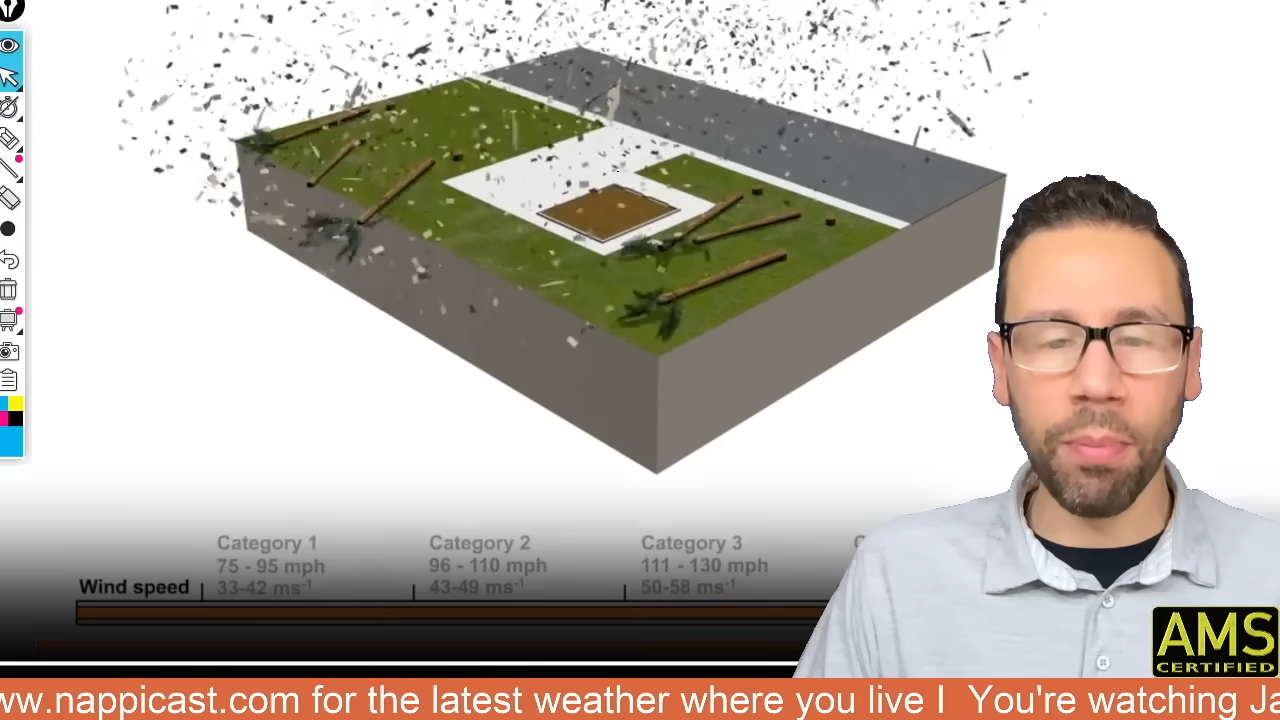 Category 1
75 - 95 mph
33-42 ms⁻¹
Category 2
96 - 110 mph
43-49 ms⁻¹
Category 3
111 - 130 mph
50-58 ms⁻¹
Wind speed
AMS
CERTIFIED
ww.nappicast.com for the latest weather where you live I You're watching Ja